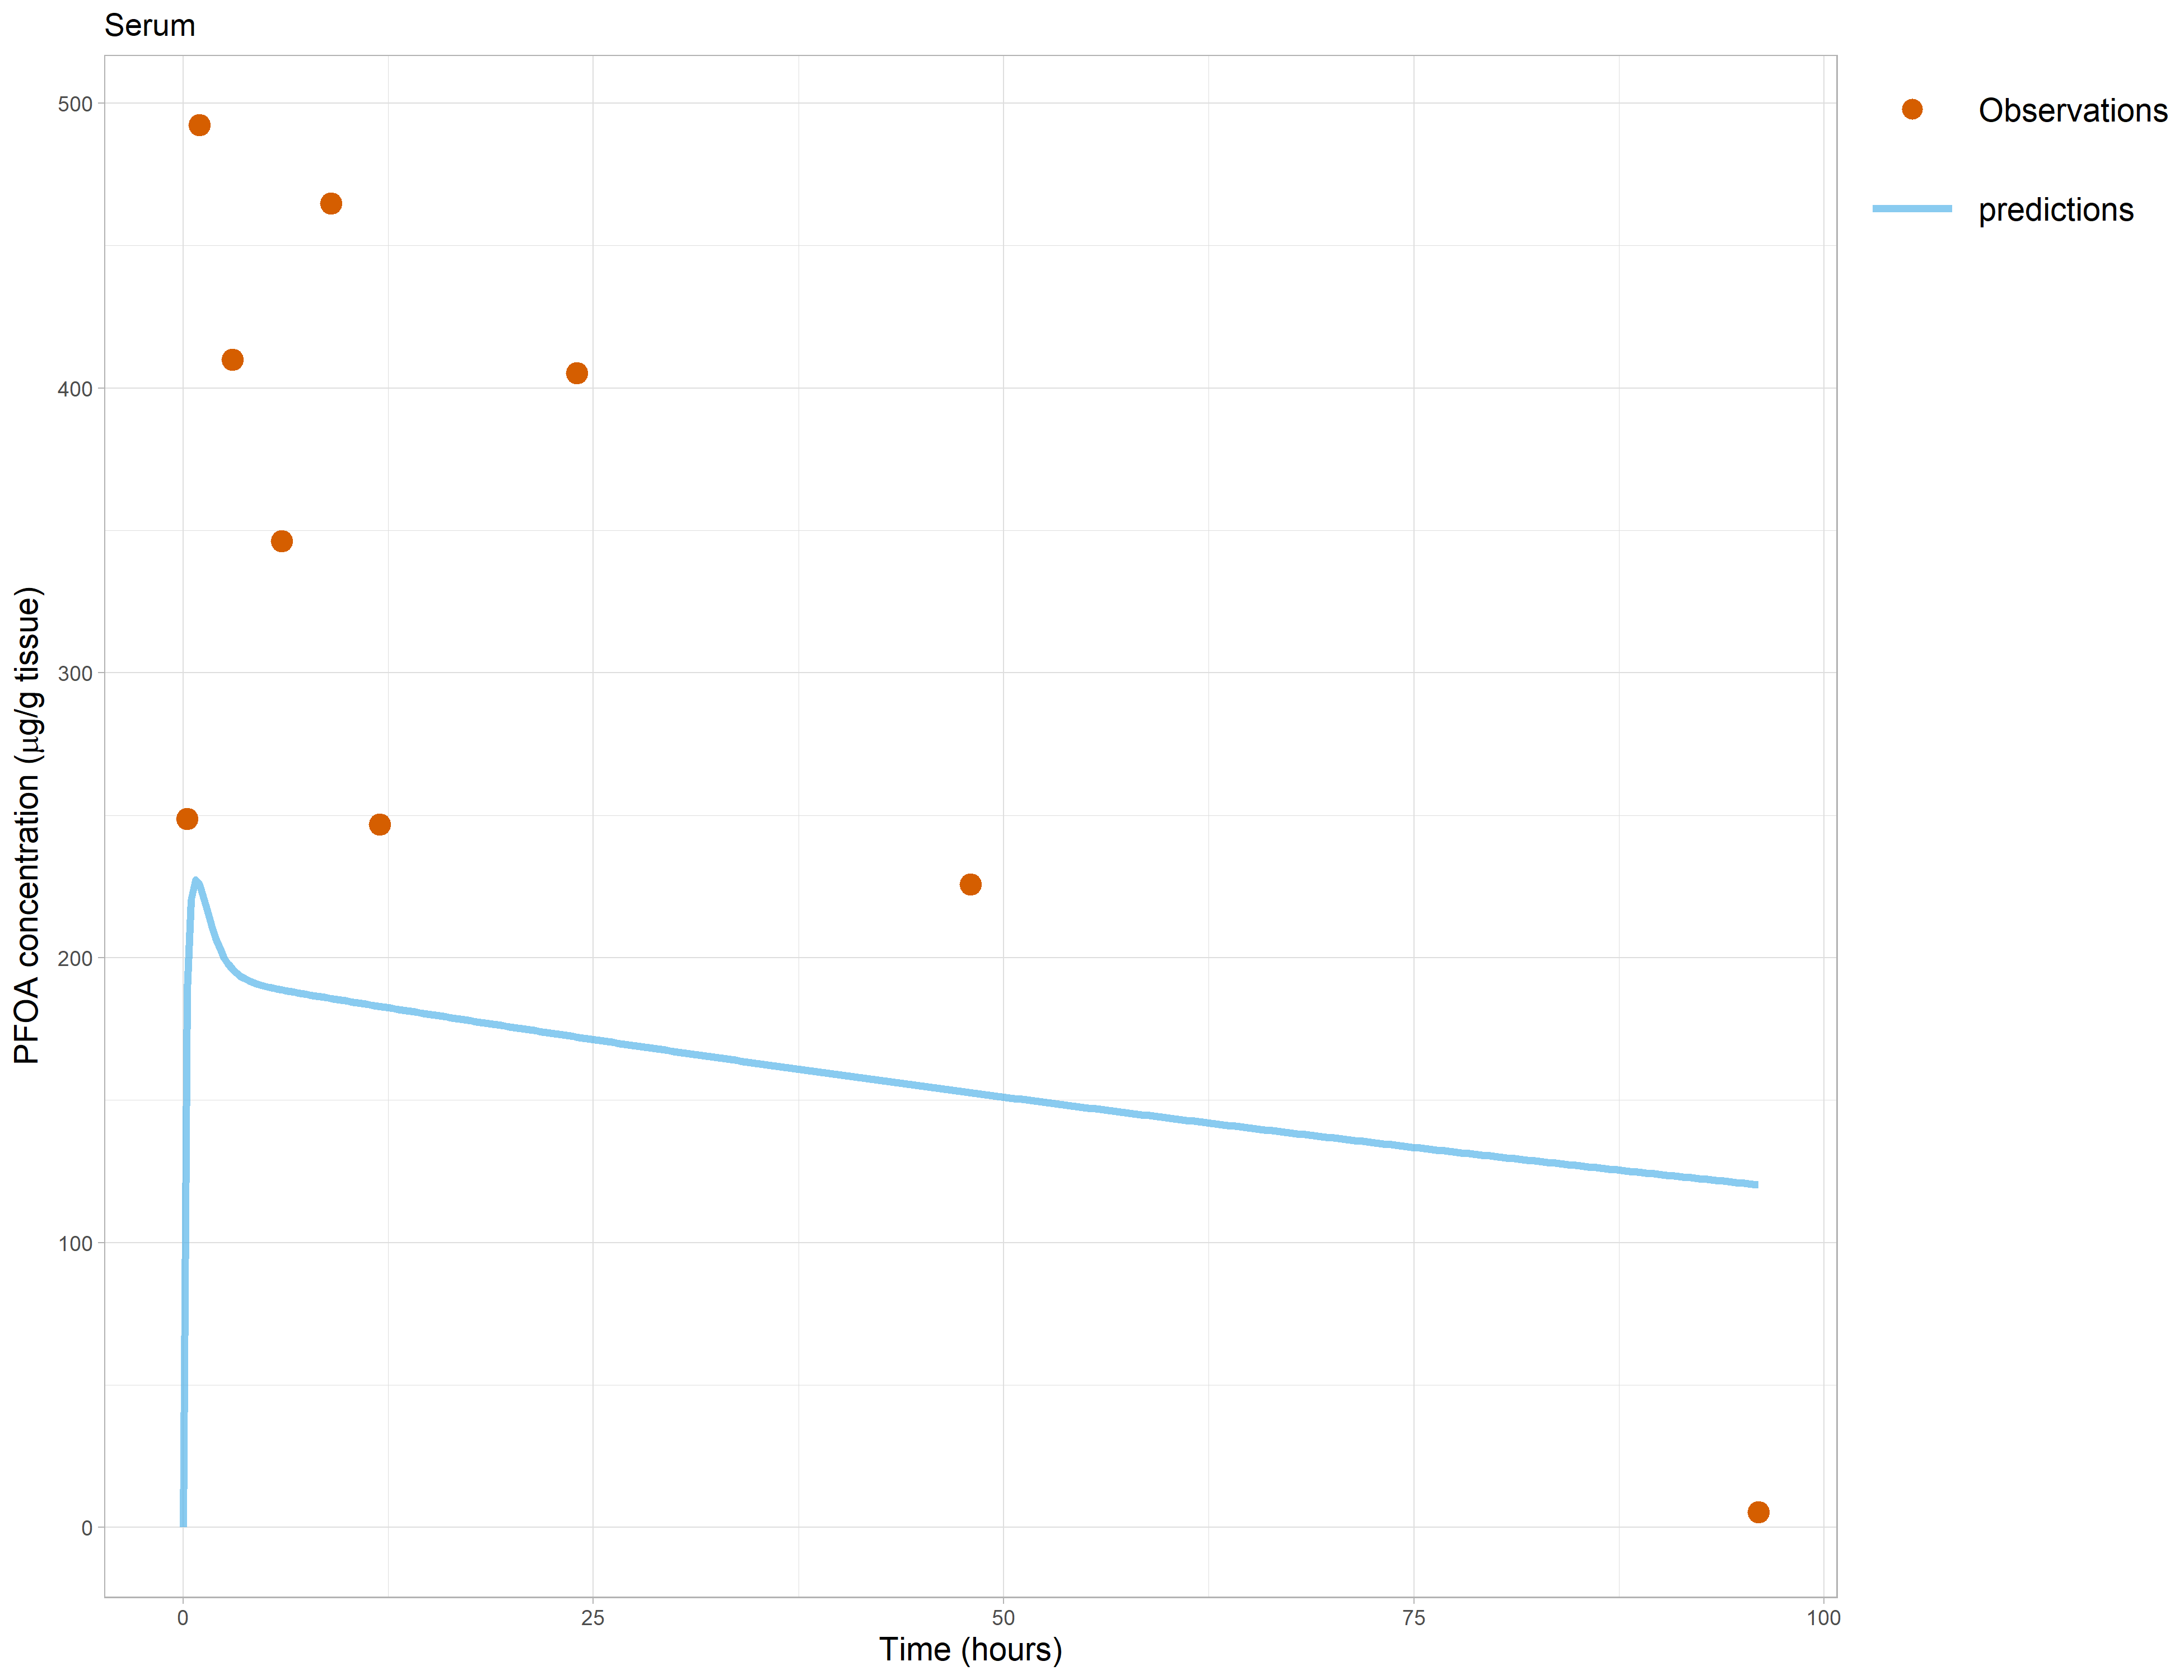 Serum
500
400
300
200
100
0
PFOA concentration (μg/g tissue)
0 25 50 75 100
Time (hours)
Observations
predictions